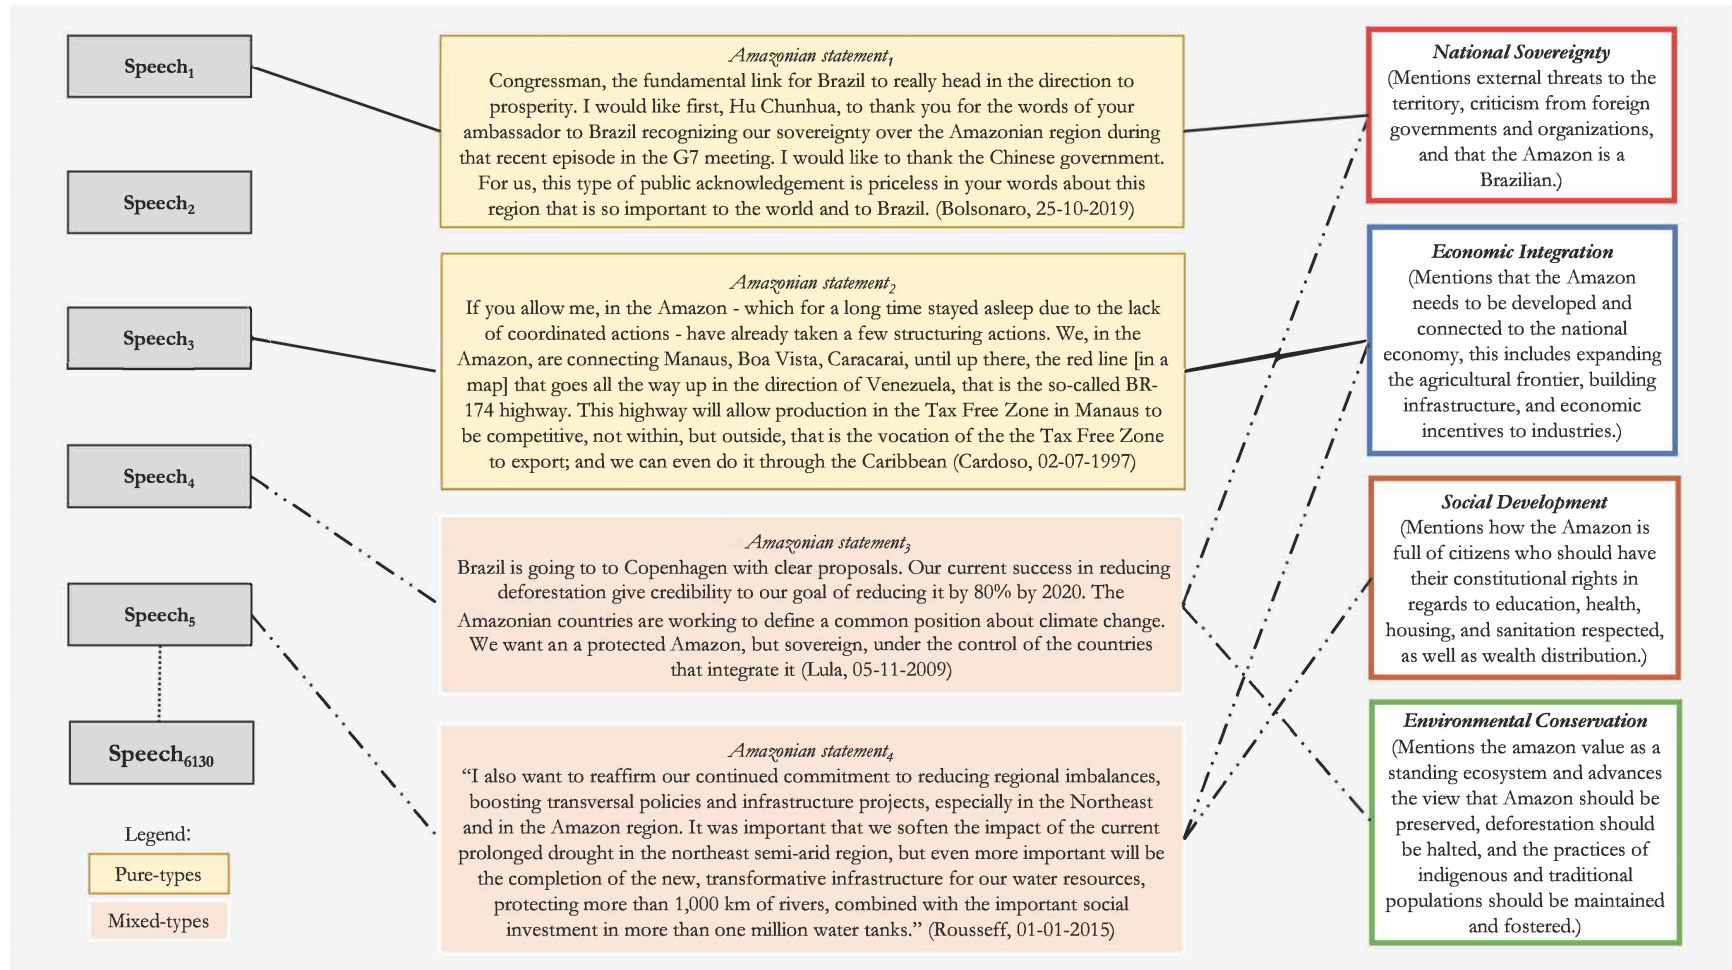 Speech1
Speech2
Speech3
Speech4
Speech5
Speech6130
Legend:
Pure-types
Mixed-types
Amazonian statement1
Congressman, the fundamental link for Brazil to really head in the direction to
prosperity. I would like first, Hu Chunhua, to thank you for the words of your
ambassador to Brazil recognizing our sovereignty over the Amazonian region during
that recent episode in the G7 meeting. I would like to thank the Chinese government.
For us, this type of public acknowledgement is priceless in your words about this
region that is so important to the world and to Brazil. (Bolsonaro, 25-10-2019)
Amazonian statement2
If you allow me, in the Amazon - which for a long time stayed asleep due to the lack
of coordinated actions - have already taken a few structuring actions. We, in the
Amazon, are connecting Manaus, Boa Vista, Caracarai, until up there, the red line [in a
map] that goes all the way up in the direction of Venezuela, that is the so-called BR-
174 highway. This highway will allow production in the Tax Free Zone in Manaus to
be competitive, not within, but outside, that is the vocation of the the Tax Free Zone
to export; and we can even do it through the Caribbean (Cardoso, 02-07-1997)
Amazonian statement3
Brazil is going to to Copenhagen with clear proposals. Our current success in reducing
deforestation give credibility to our goal of reducing it by 80% by 2020. The
Amazonian countries are working to define a common position about climate change.
We want an a protected Amazon, but sovereign, under the control of the countries
that integrate it (Lula, 05-11-2009)
Amazonian statement4
“I also want to reaffirm our continued commitment to reducing regional imbalances,
boosting transversal policies and infrastructure projects, especially in the Northeast
and in the Amazon region. It was important that we soften the impact of the current
prolonged drought in the northeast semi-arid region, but even more important will be
the completion of the new, transformative infrastructure for our water resources,
protecting more than 1,000 km of rivers, combined with the important social
investment in more than one million water tanks.” (Rousseff, 01-01-2015)
National Sovereignty
(Mentions external threats to the
territory, criticism from foreign
governments and organizations,
and that the Amazon is a
Brazilian.)
Economic Integration
(Mentions that the Amazon
needs to be developed and
connected to the national
economy, this includes expanding
the agricultural frontier, building
infrastructure, and economic
incentives to industries.)
Social Development
(Mentions how the Amazon is
full of citizens who should have
their constitutional rights in
regards to education, health,
housing, and sanitation respected,
as well as wealth distribution.)
Environmental Conservation
(Mentions the amazon value as a
standing ecosystem and advances
the view that Amazon should be
preserved, deforestation should
be halted, and the practices of
indigenous and traditional
populations should be maintained
and fostered.)